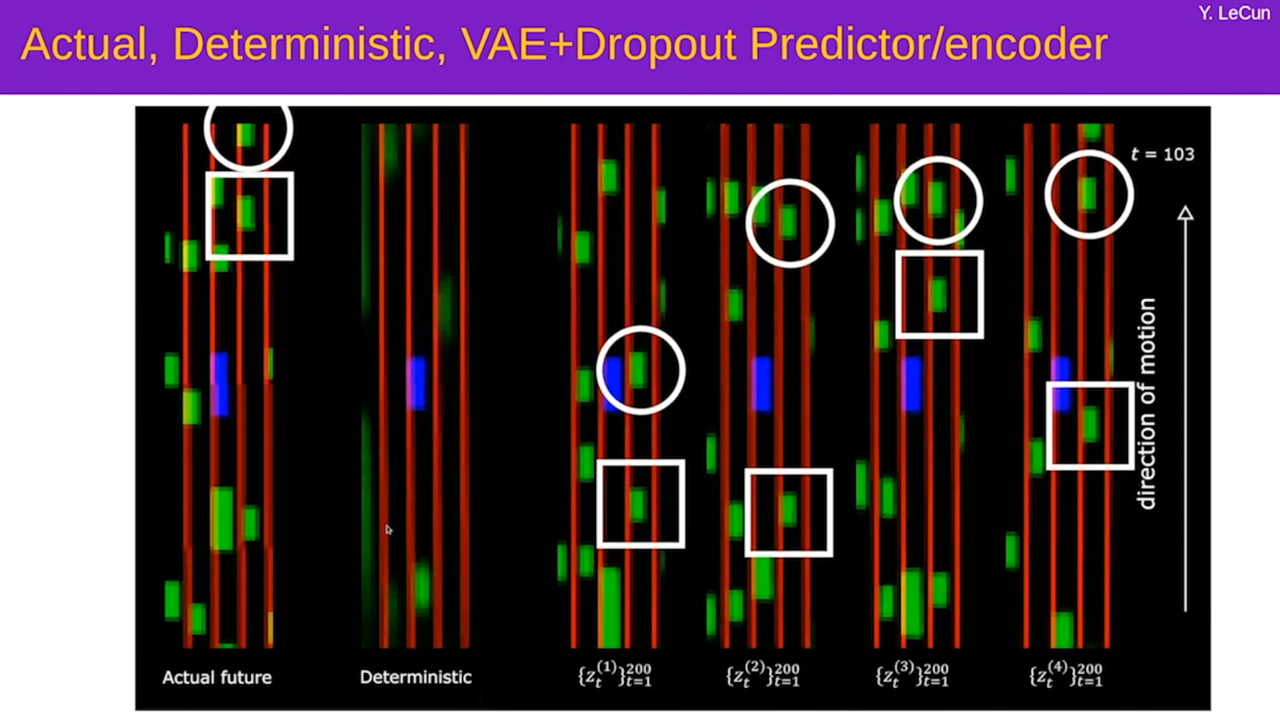 Y. LeCun
Actual, Deterministic, VAE+Dropout Predictor/encoder
t = 103
direction of motion
Actual future
Deterministic
{z_t^(1)}_{t=1}^{200}
{z_t^(2)}_{t=1}^{200}
{z_t^(3)}_{t=1}^{200}
{z_t^(4)}_{t=1}^{200}